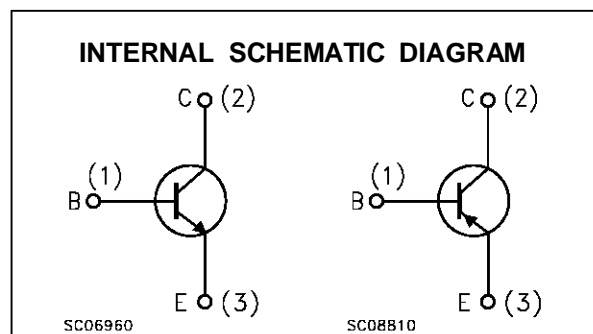 INTERNAL SCHEMATIC DIAGRAM
C (2)
(1)
B
E (3)
SC06960
C (2)
(1)
B
E (3)
SC08810